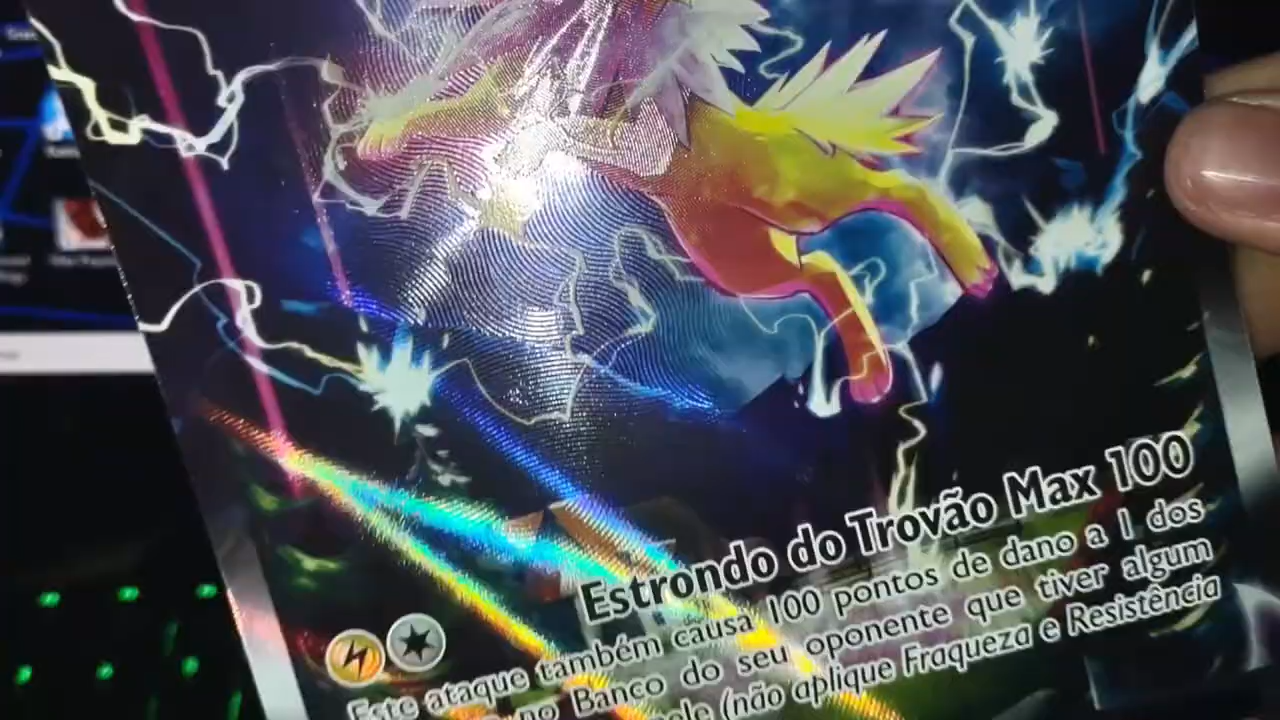 Estrondo do Trovão Max 100
Este ataque também causa 100 pontos de dano a 1 dos
no Banco do seu oponente que tiver algum
(não aplique Fraqueza e Resistência